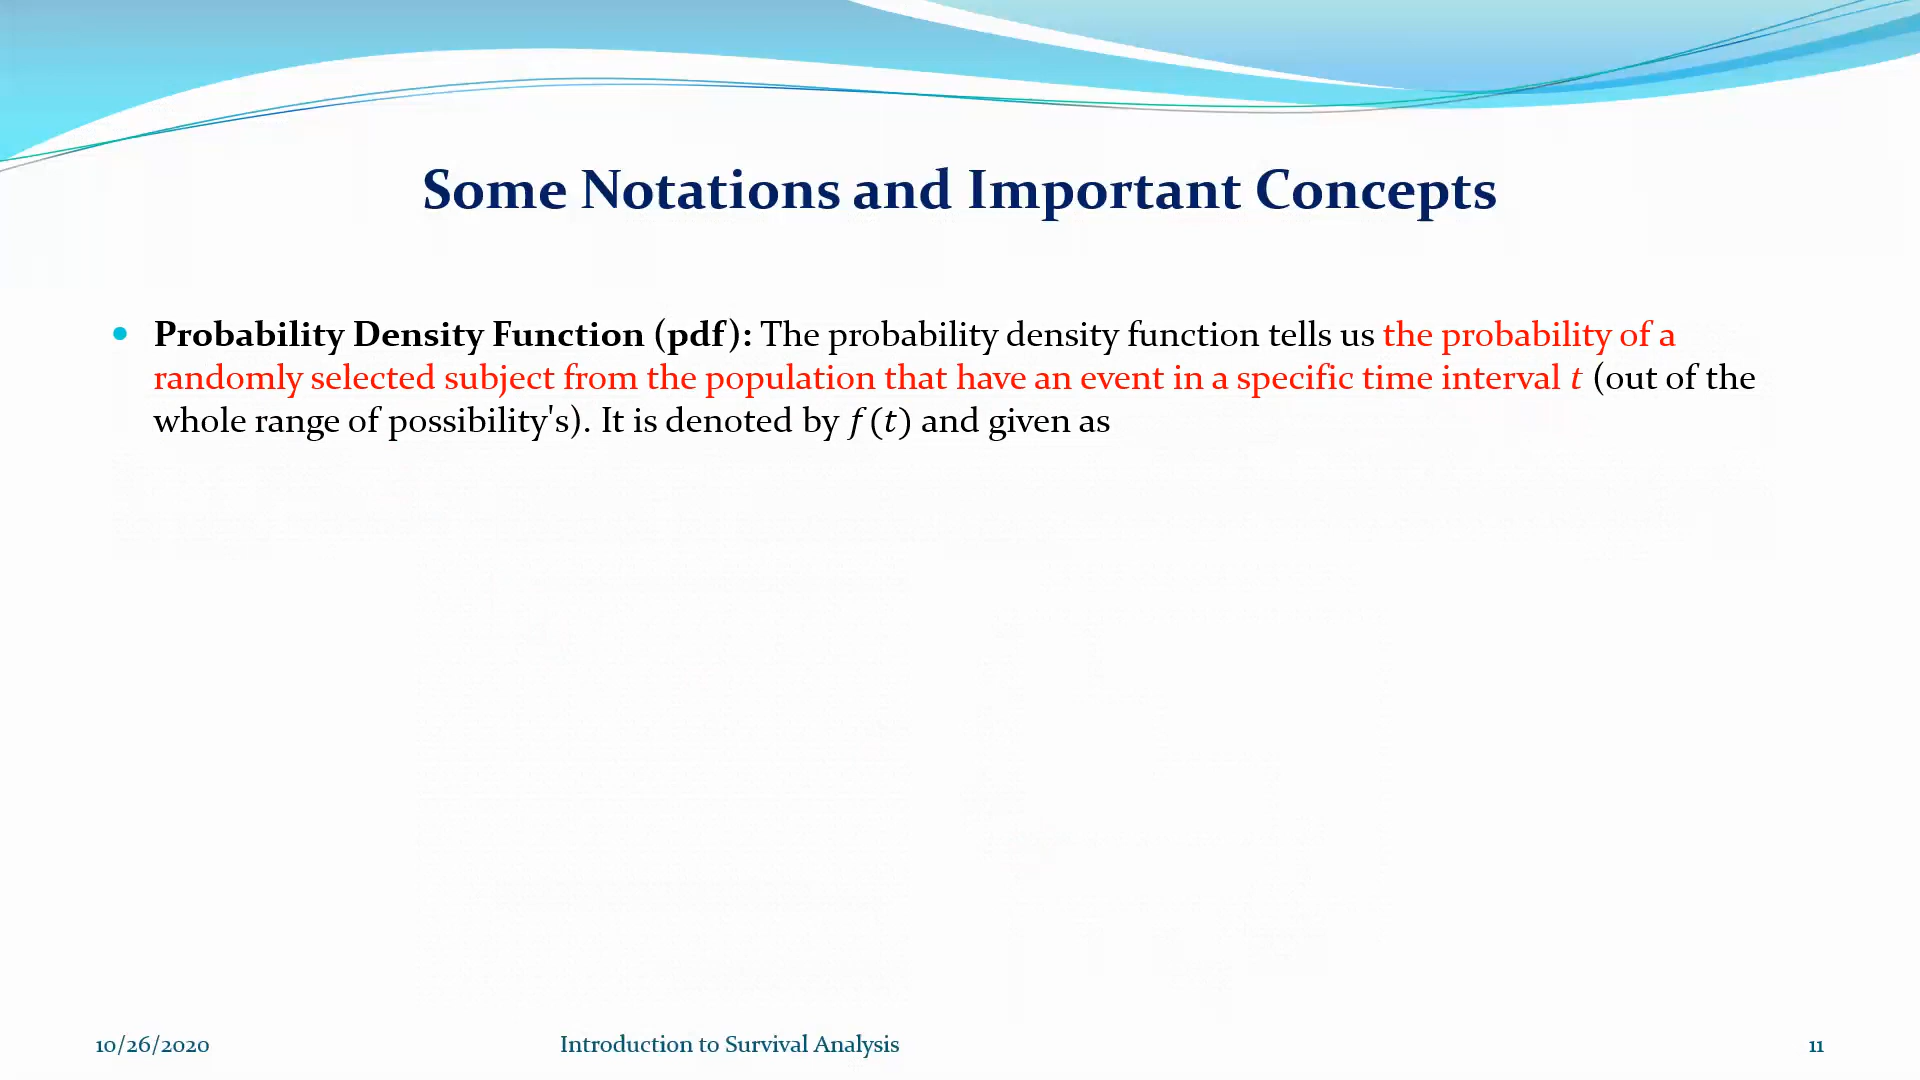 Some Notations and Important Concepts
• Probability Density Function (pdf): The probability density function tells us the probability of a
randomly selected subject from the population that have an event in a specific time interval t (out of the
whole range of possibility's). It is denoted by f(t) and given as
10/26/2020
Introduction to Survival Analysis
11